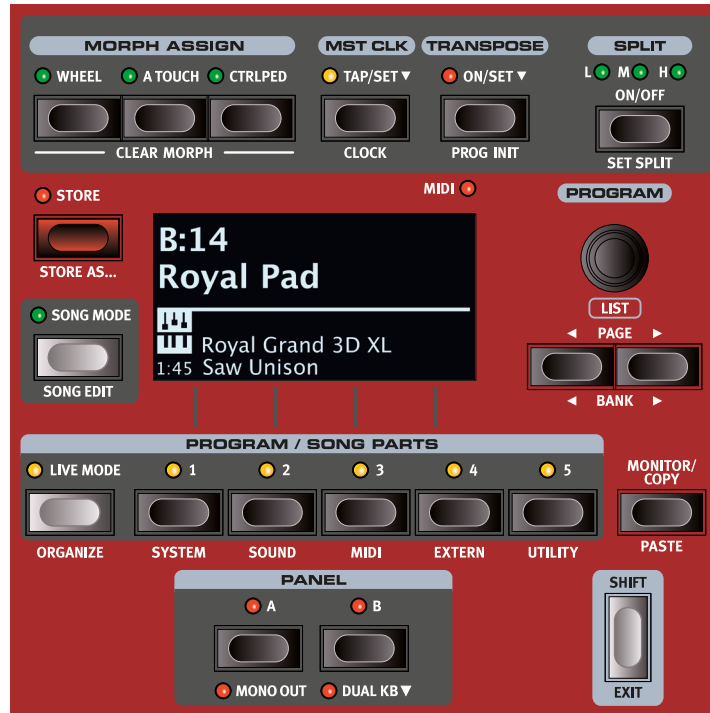 MORPH ASSIGN
MST CLK
TRANSPOSE
SPLIT
WHEEL
A TOUCH
CTRLPED
TAP/SET ▼
ON/SET ▼
L M H
ON/OFF
CLEAR MORPH
CLOCK
PROG INIT
SET SPLIT
STORE
MIDI
PROGRAM
STORE AS...
B:14
Royal Pad
LIST
SONG MODE
◄ PAGE ►
Royal Grand 3D XL
1:45 Saw Unison
SONG EDIT
◄ BANK ►
PROGRAM / SONG PARTS
LIVE MODE
1
2
3
4
5
MONITOR/
COPY
ORGANIZE
SYSTEM
SOUND
MIDI
EXTERN
UTILITY
PASTE
PANEL
SHIFT
A
B
MONO OUT
DUAL KB ▼
EXIT